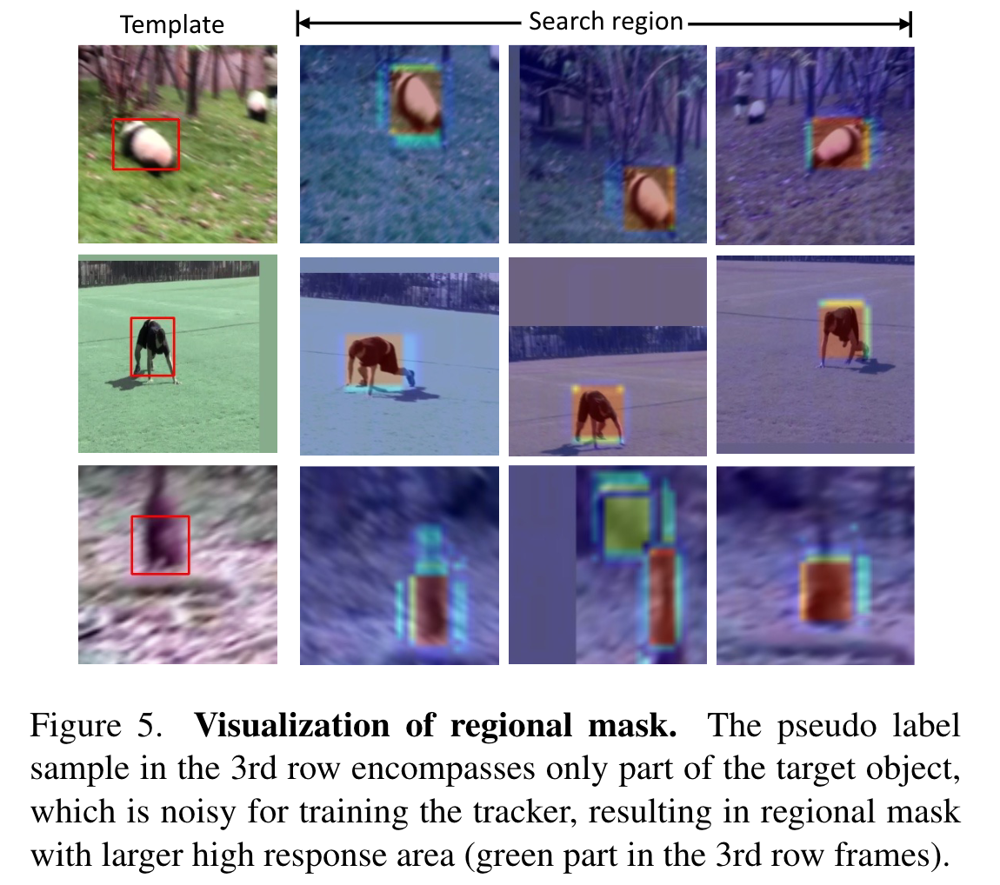 Template
Search region
Figure 5. Visualization of regional mask. The pseudo label
sample in the 3rd row encompasses only part of the target object,
which is noisy for training the tracker, resulting in regional mask
with larger high response area (green part in the 3rd row frames).